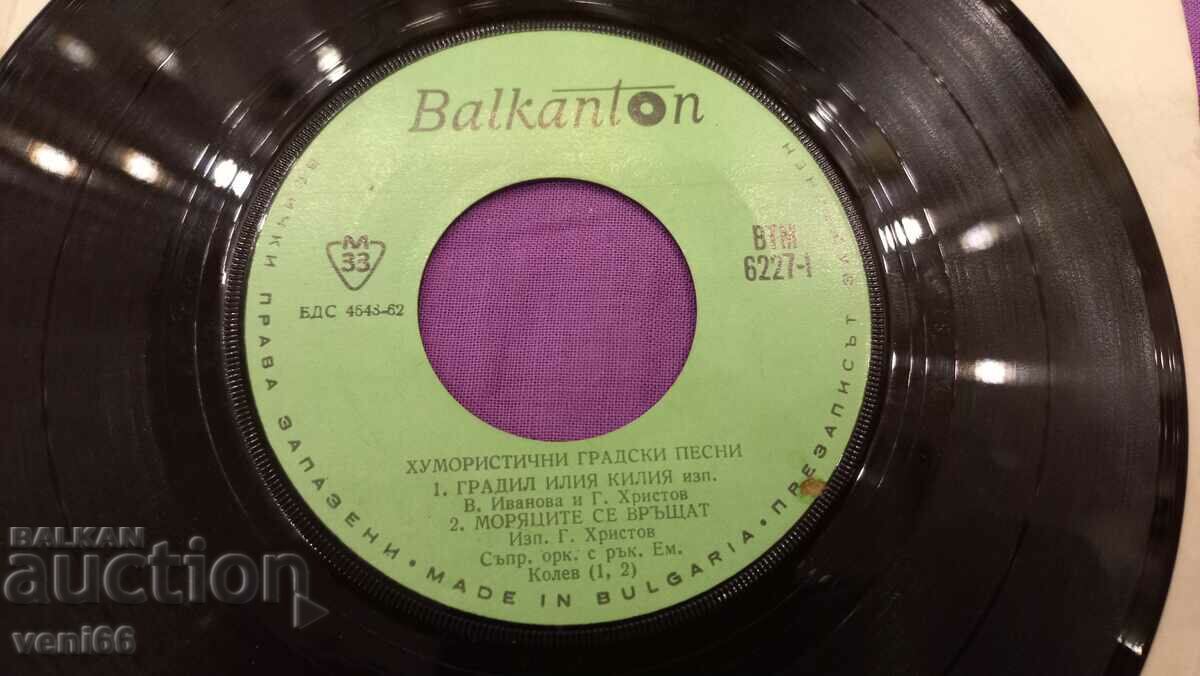 Balkanton
М
33
БДС 4543-62
ВТМ
6227-I
ХУМОРИСТИЧНИ ГРАДСКИ ПЕСНИ
1. ГРАДИЛ ИЛИЯ КИЛИЯ изп.
В. Иванова и Г. Христов
2. МОРЯЦИТЕ СЕ ВРЪЩАТ
Изп. Г. Христов
Съпр. орк. с рък. Ем.
Колев (1, 2)
ВСИЧКИ ПРАВА ЗАПАЗЕНИ • MADE IN BULGARIA • ПРЕЗАПИСЪТ
BALKAN
auction
veni66